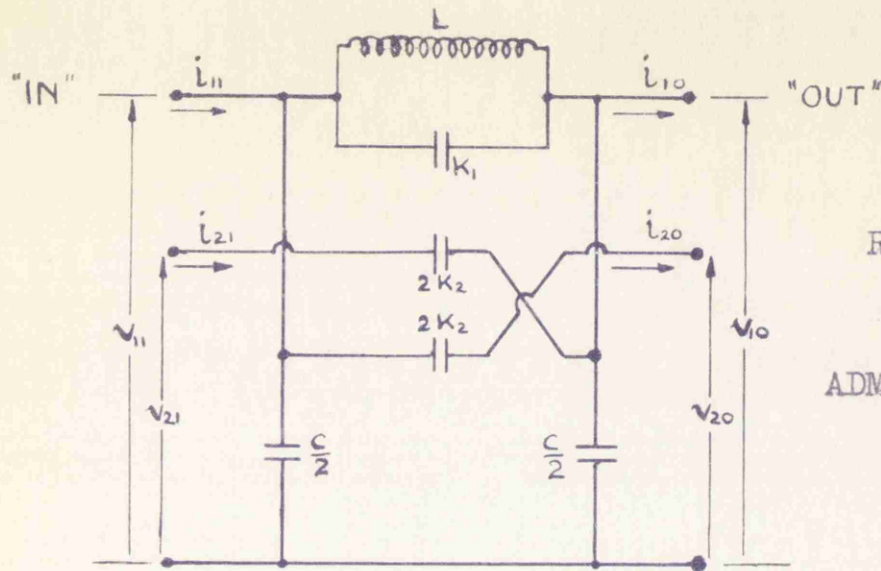 L
"IN"
i₁₁
i₁₀
"OUT"
K₁
i₂₁
i₂₀
2K₂
2K₂
v₁₁
v₂₁
v₂₀
v₁₀
C/2
C/2